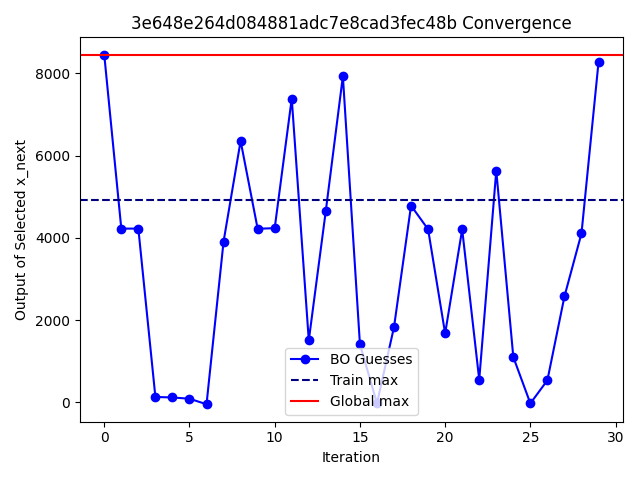 3e648e264d084881adc7e8cad3fec48b Convergence
Output of Selected x_next
8000
6000
4000
2000
0
BO Guesses
Train max
Global max
0 5 10 15 20 25 30
Iteration